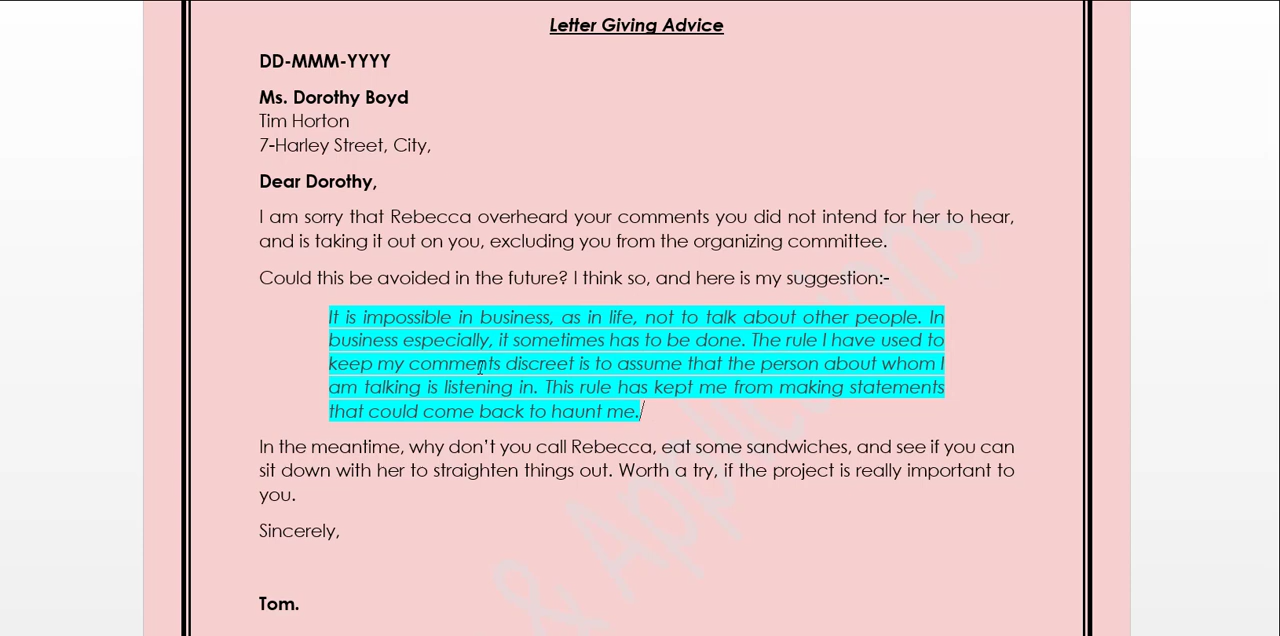 Letter Giving Advice
DD-MMM-YYYY
Ms. Dorothy Boyd
Tim Horton
7-Harley Street, City,
Dear Dorothy,
I am sorry that Rebecca overheard your comments you did not intend for her to hear,
and is taking it out on you, excluding you from the organizing committee.
Could this be avoided in the future? I think so, and here is my suggestion:-
It is impossible in business, as in life, not to talk about other people. In
business especially, it sometimes has to be done. The rule I have used to
keep my comments discreet is to assume that the person about whom I
am talking is listening in. This rule has kept me from making statements
that could come back to haunt me.
In the meantime, why don’t you call Rebecca, eat some sandwiches, and see if you can
sit down with her to straighten things out. Worth a try, if the project is really important to
you.
Sincerely,
Tom.
& Applications